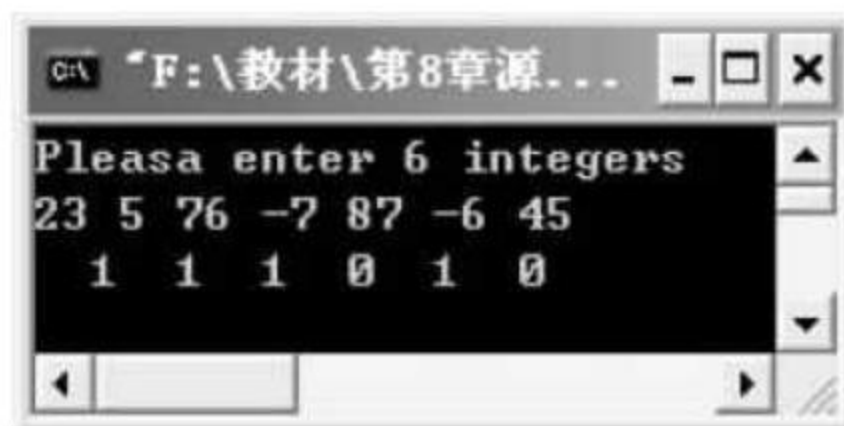 C:\ "F:\教材\第8章源...
Pleasa enter 6 integers
23 5 76 -7 87 -6 45
1 1 1 0 1 0